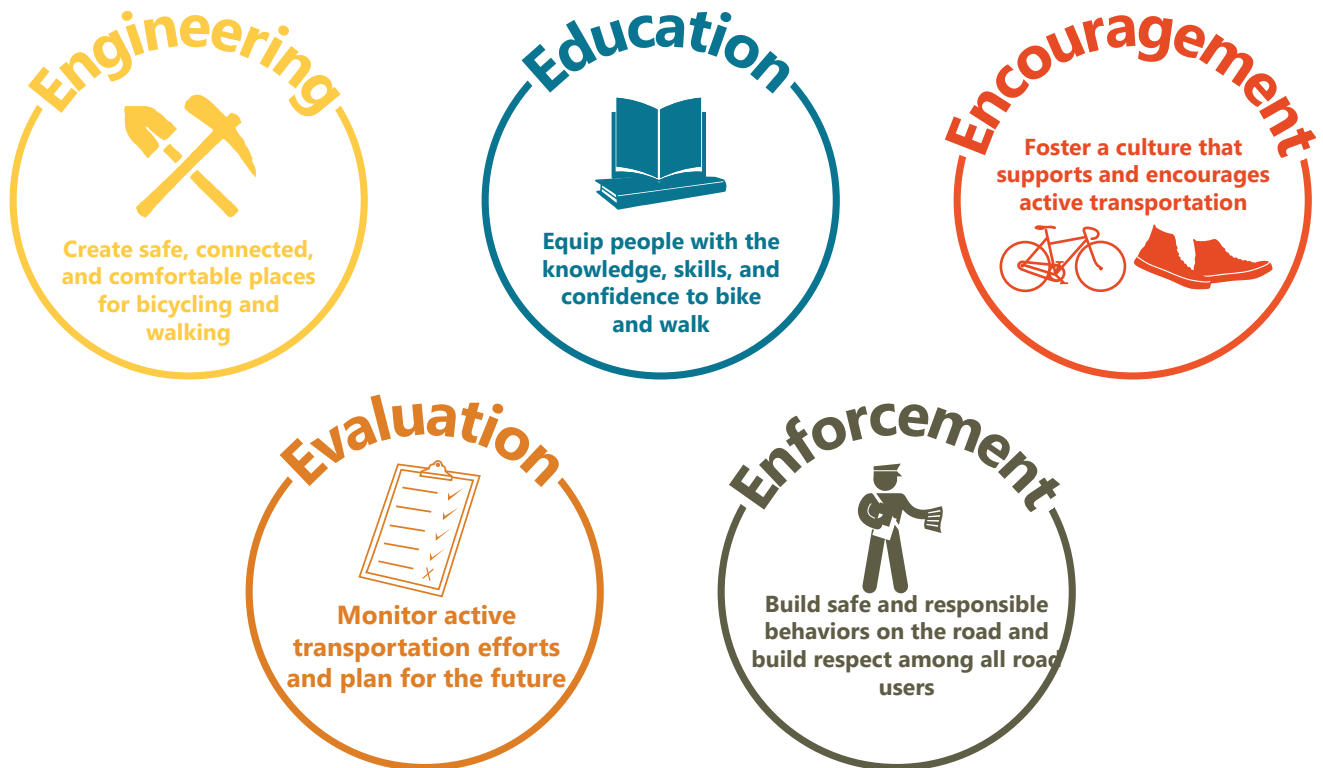 Engineering
Create safe, connected,
and comfortable places
for bicycling and
walking
Education
Equip people with the
knowledge, skills, and
confidence to bike
and walk
Encouragement
Foster a culture that
supports and encourages
active transportation
Evaluation
Monitor active
transportation efforts
and plan for the future
Enforcement
Build safe and responsible
behaviors on the road and
build respect among all road
users